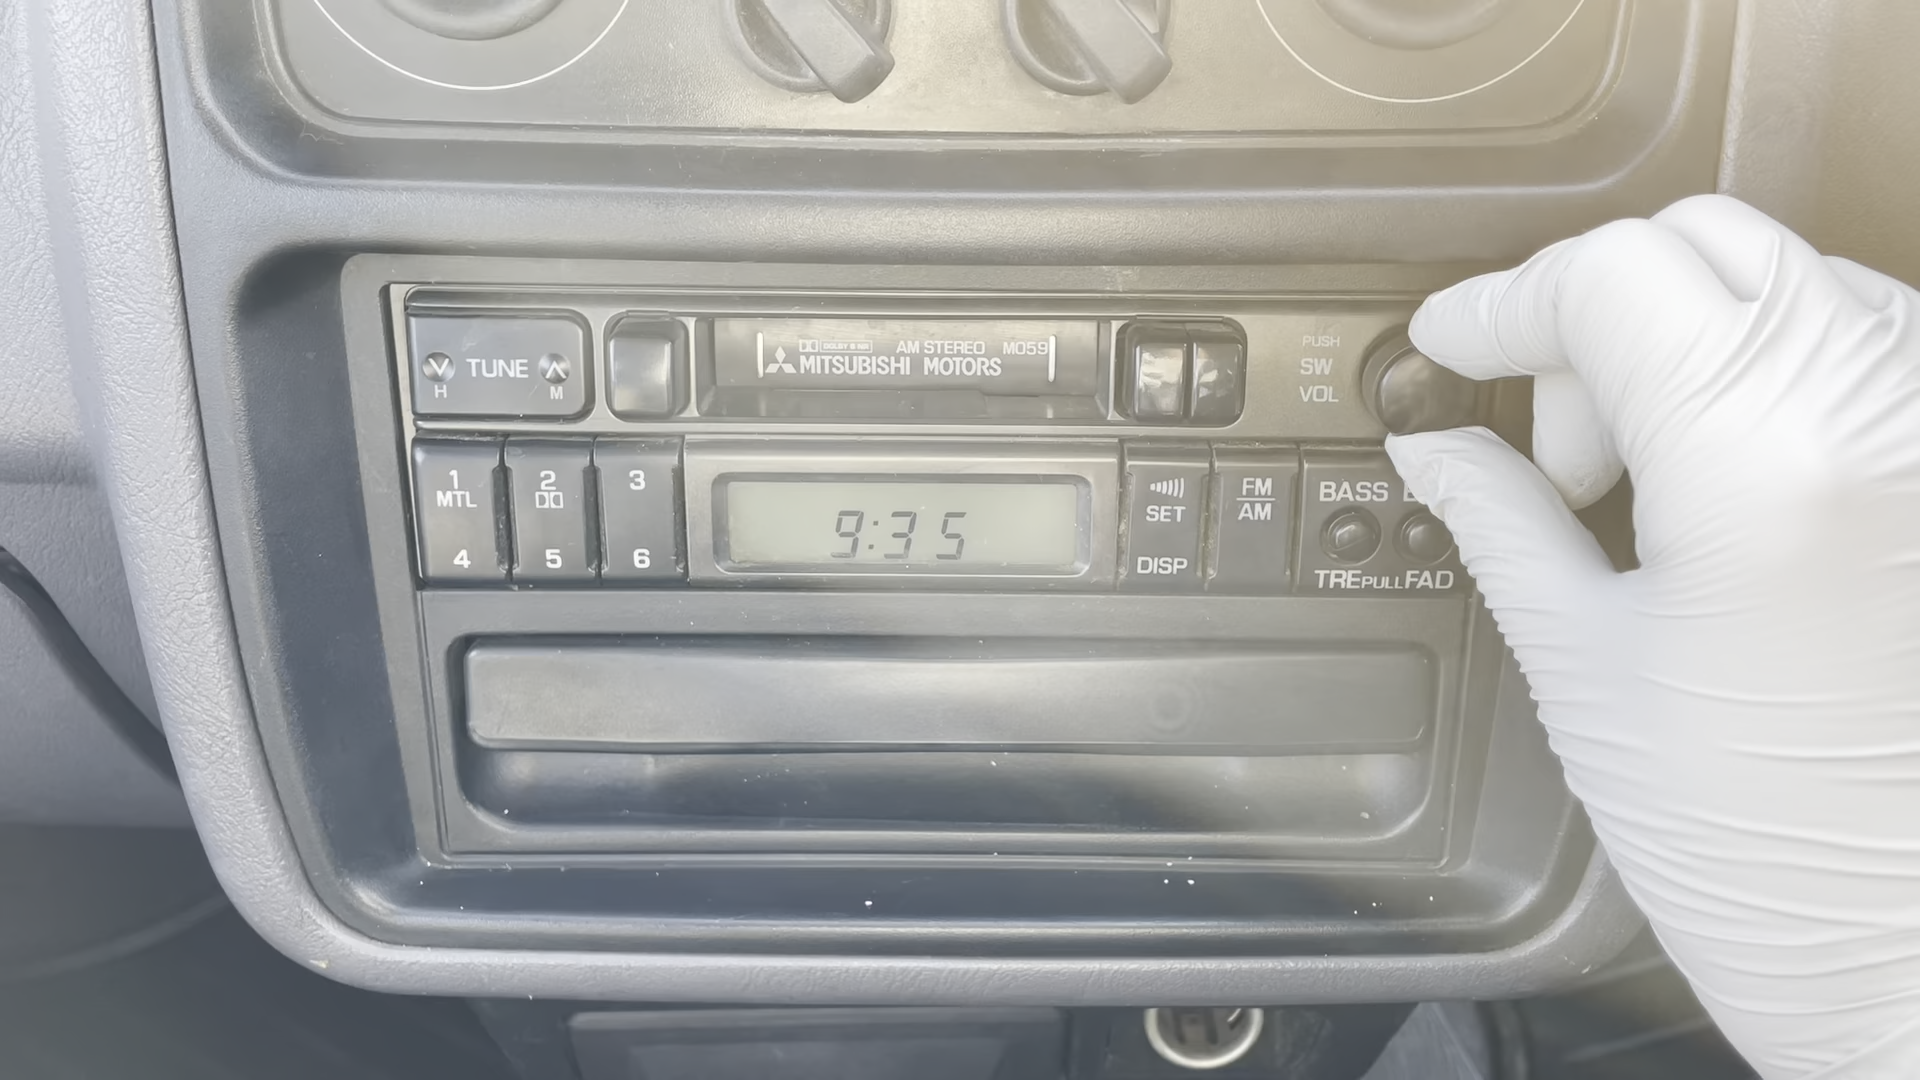 DOLBY B NR AM STEREO M059
MITSUBISHI MOTORS
TUNE
H M
PUSH
SW
VOL
1
MTL
4
2
5
3
6
9:35
SET
DISP
FM
AM
BASS
TRE PULL FAD